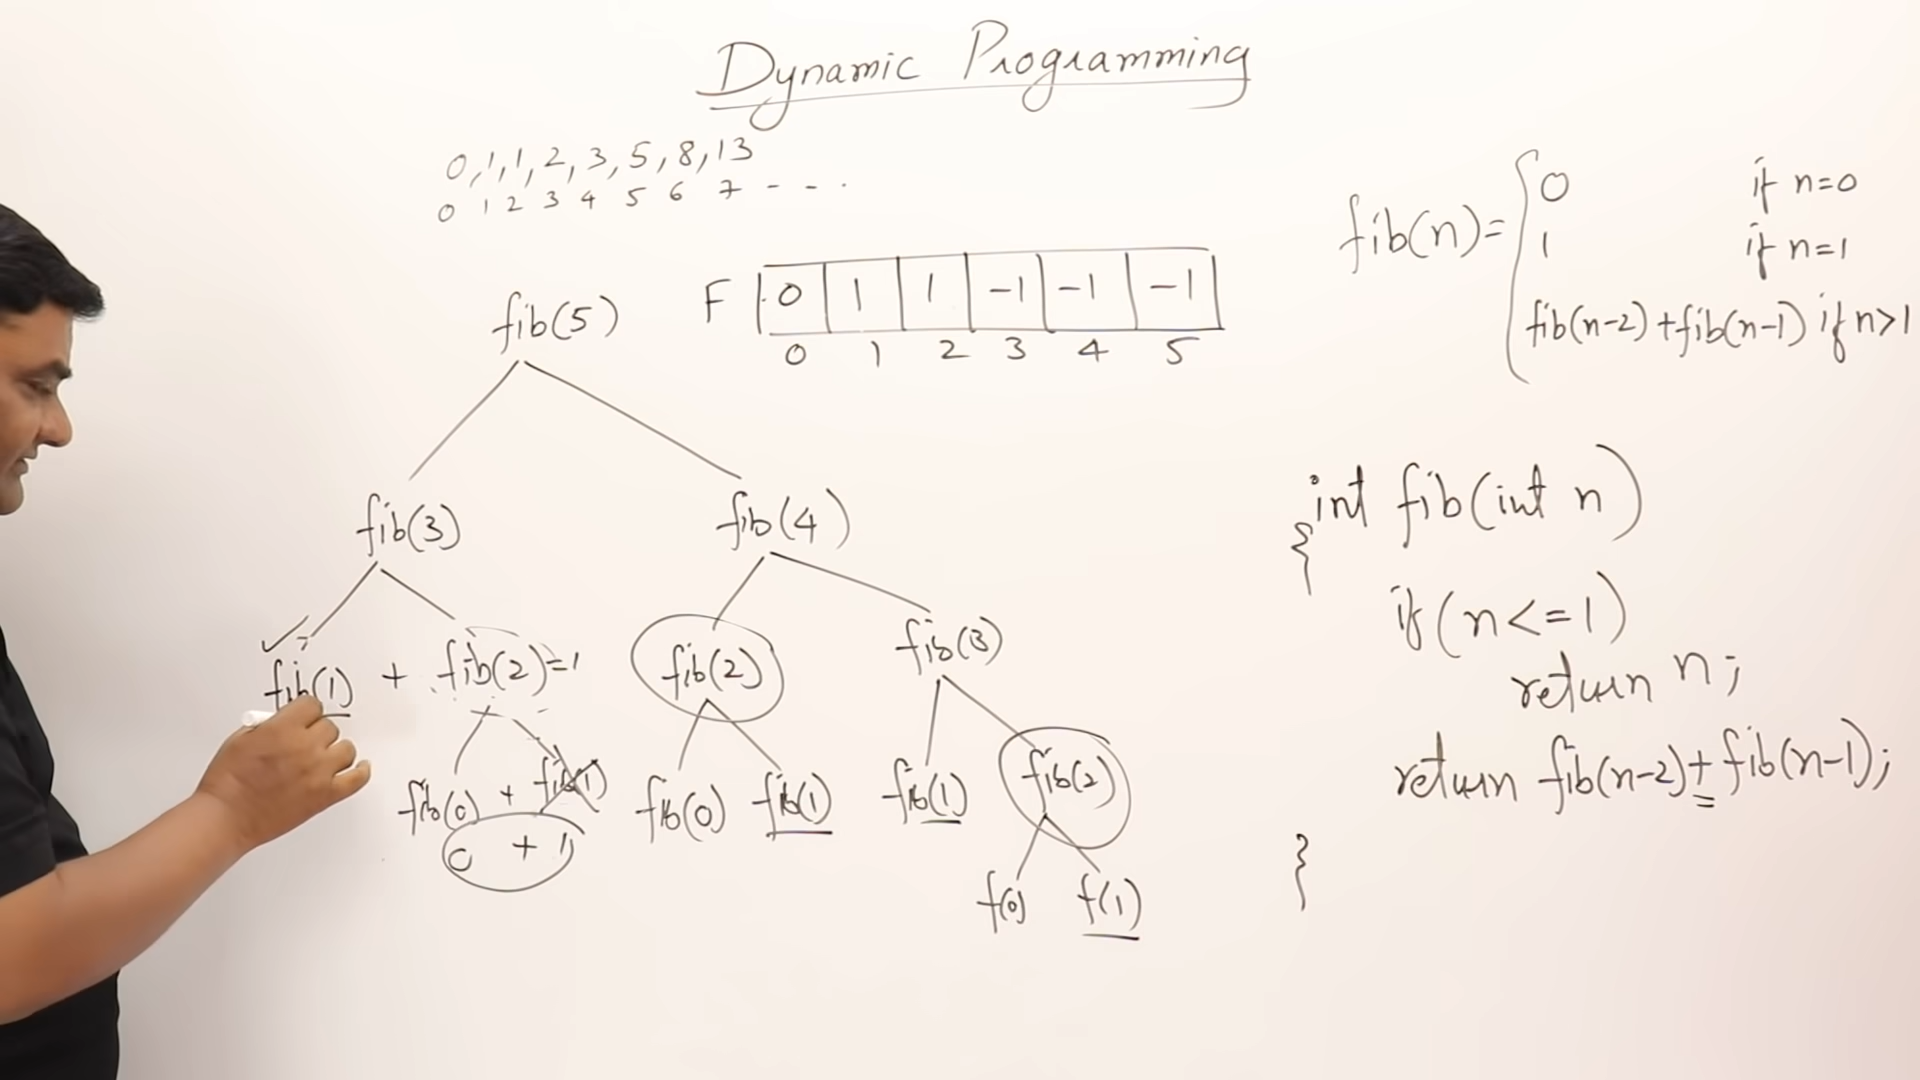 Dynamic Programming
0, 1, 1, 2, 3, 5, 8, 13
0 1 2 3 4 5 6 7 - - .
F 0 1 1 -1 -1 -1
0 1 2 3 4 5
fib(5)
fib(3) fib(4)
fib(1) + fib(2)=1 fib(2) fib(3)
fib(0) + fib(1) fib(0) fib(1) fib(1) fib(2)
0 + 1
f(0) f(1)
fib(n)= { 0 if n=0
1 if n=1
fib(n-2)+fib(n-1) if n>1
int fib(int n)
{
if(n<=1)
return n;
return fib(n-2)+fib(n-1);
}